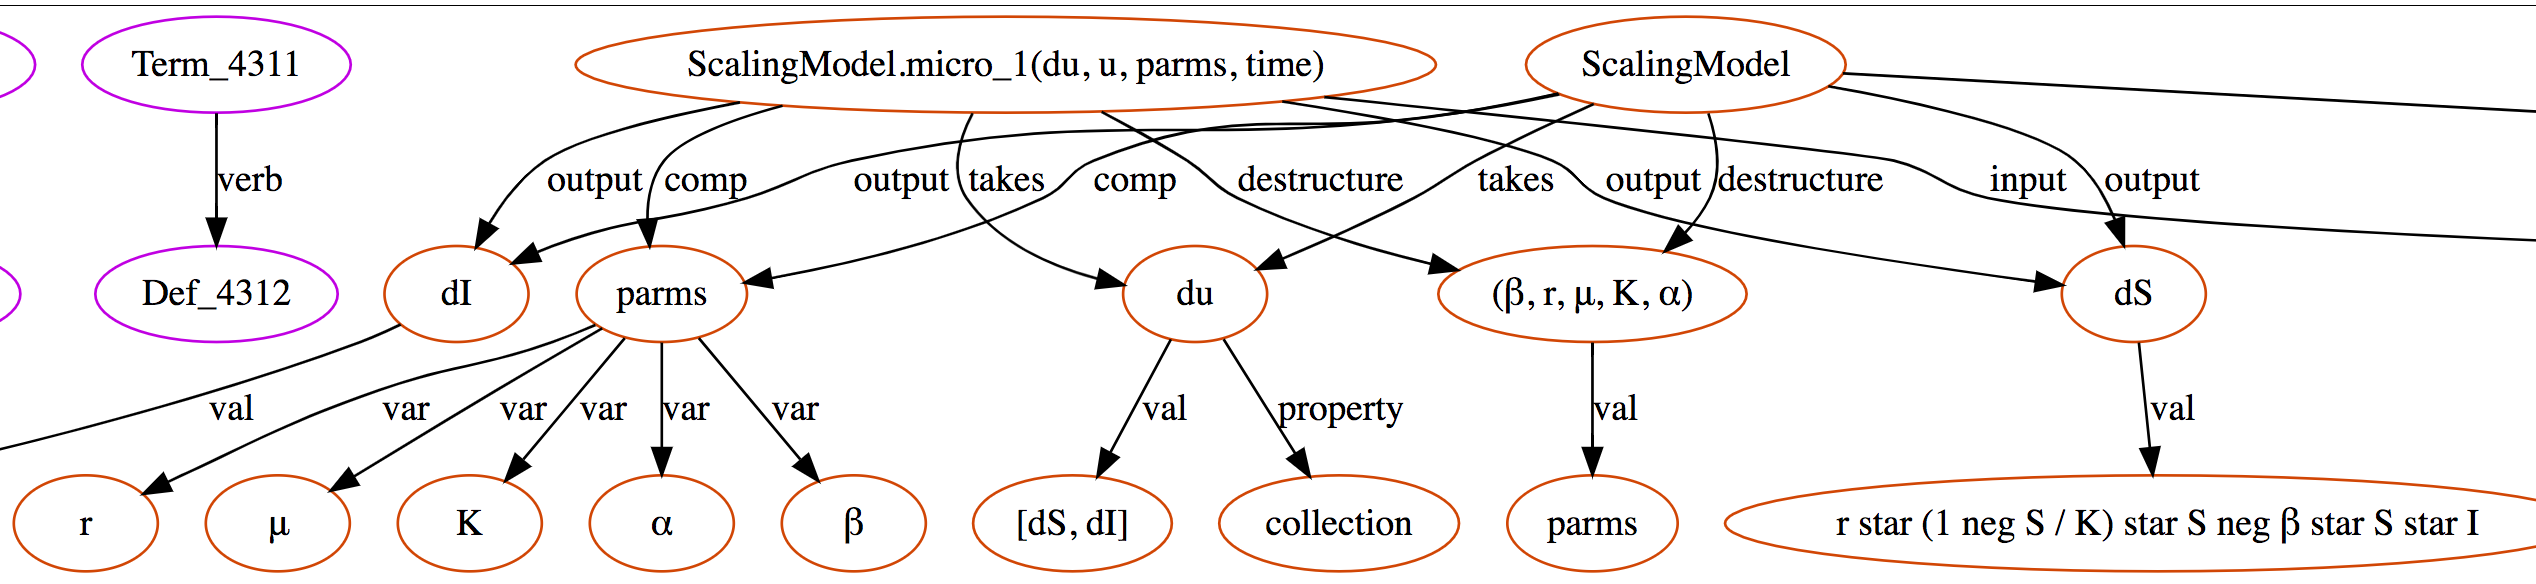 Term_4311
ScalingModel.micro_1(du, u, parms, time)
ScalingModel
verb
output
comp
output
takes
comp
destructure
takes
output
destructure
input
output
Def_4312
dI
parms
du
(β, r, μ, K, α)
dS
val
var
var
var
var
var
val
property
val
val
r
μ
K
α
β
[dS, dI]
collection
parms
r star (1 neg S / K) star S neg β star S star I